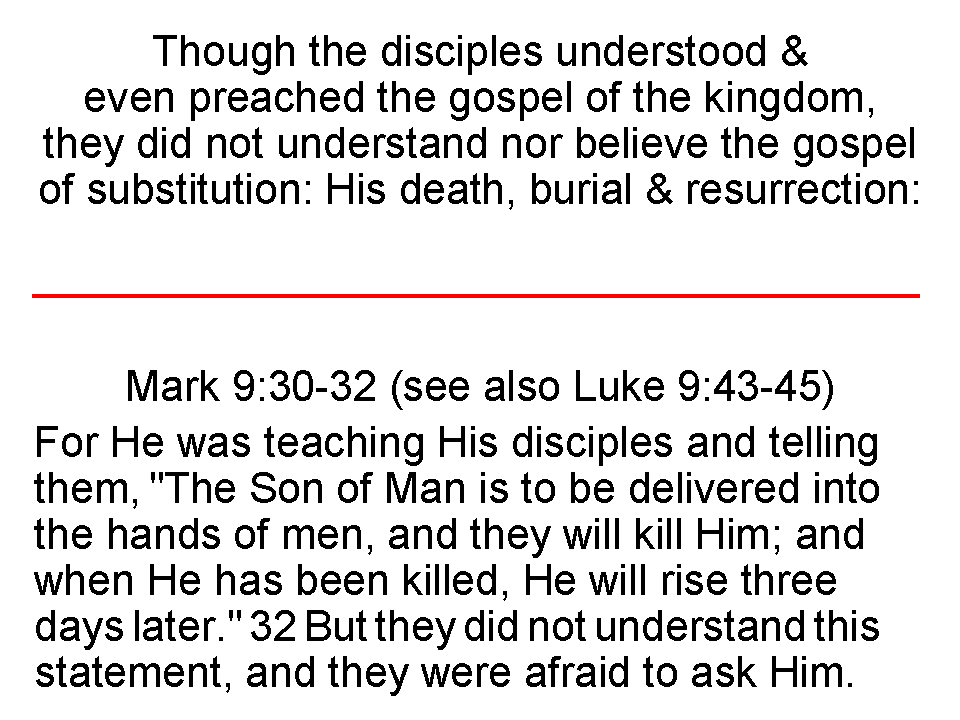 Though the disciples understood &
even preached the gospel of the kingdom,
they did not understand nor believe the gospel
of substitution: His death, burial & resurrection:
Mark 9:30-32 (see also Luke 9:43-45)
For He was teaching His disciples and telling
them, "The Son of Man is to be delivered into
the hands of men, and they will kill Him; and
when He has been killed, He will rise three
days later." 32 But they did not understand this
statement, and they were afraid to ask Him.